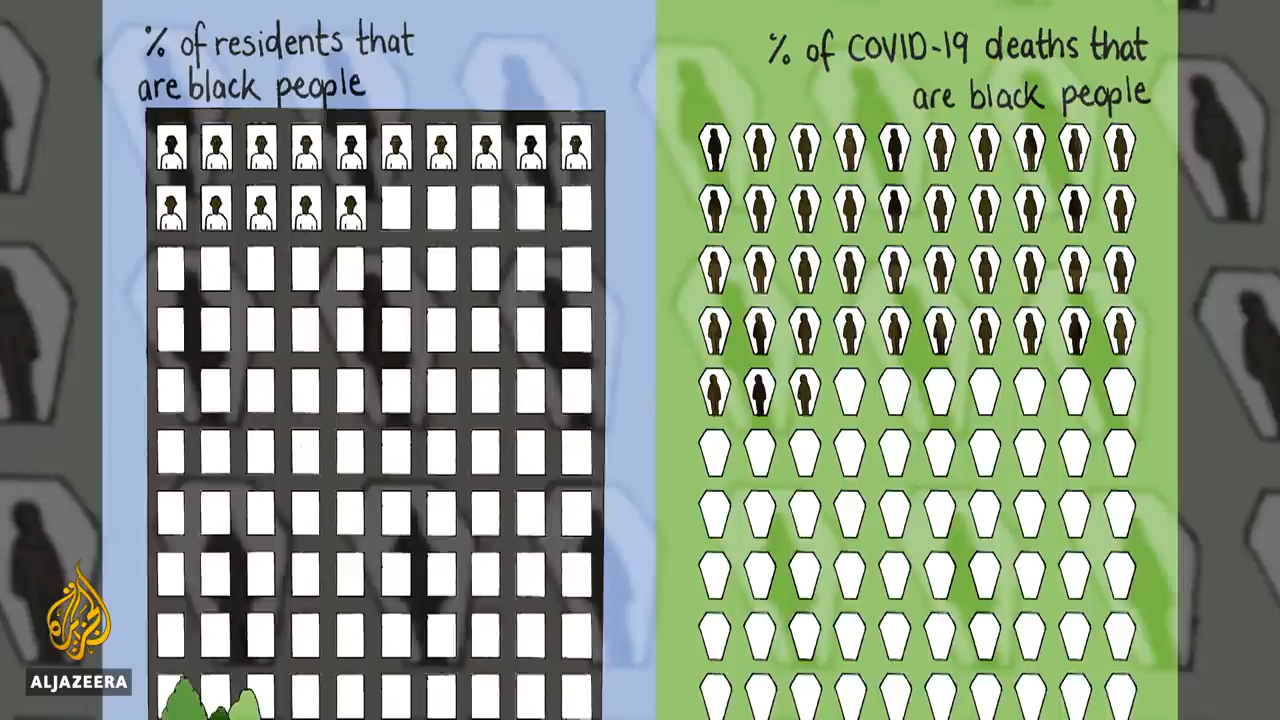 % of residents that
are black people
% of COVID-19 deaths that
are black people
ALJAZEERA